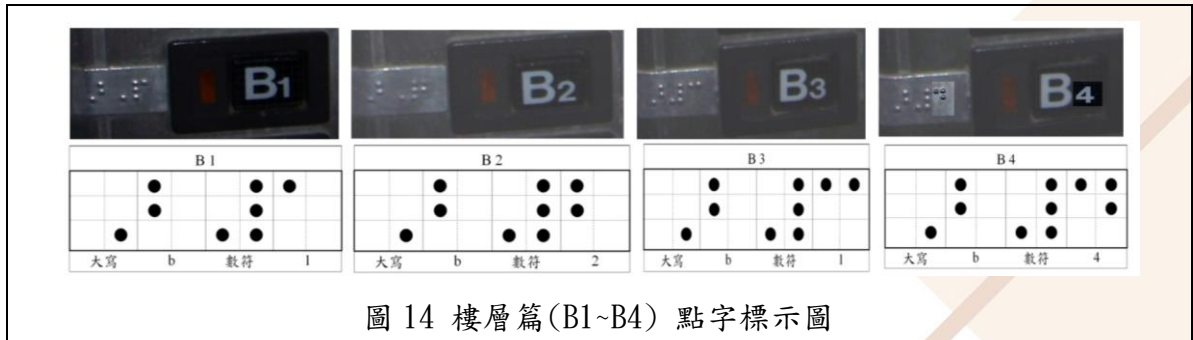 B1 B2 B3 B4
B 1 B 2 B 3 B 4
大寫 b 數符 1 大寫 b 數符 2 大寫 b 數符 1 大寫 b 數符 4
圖 14 樓層篇(B1~B4) 點字標示圖